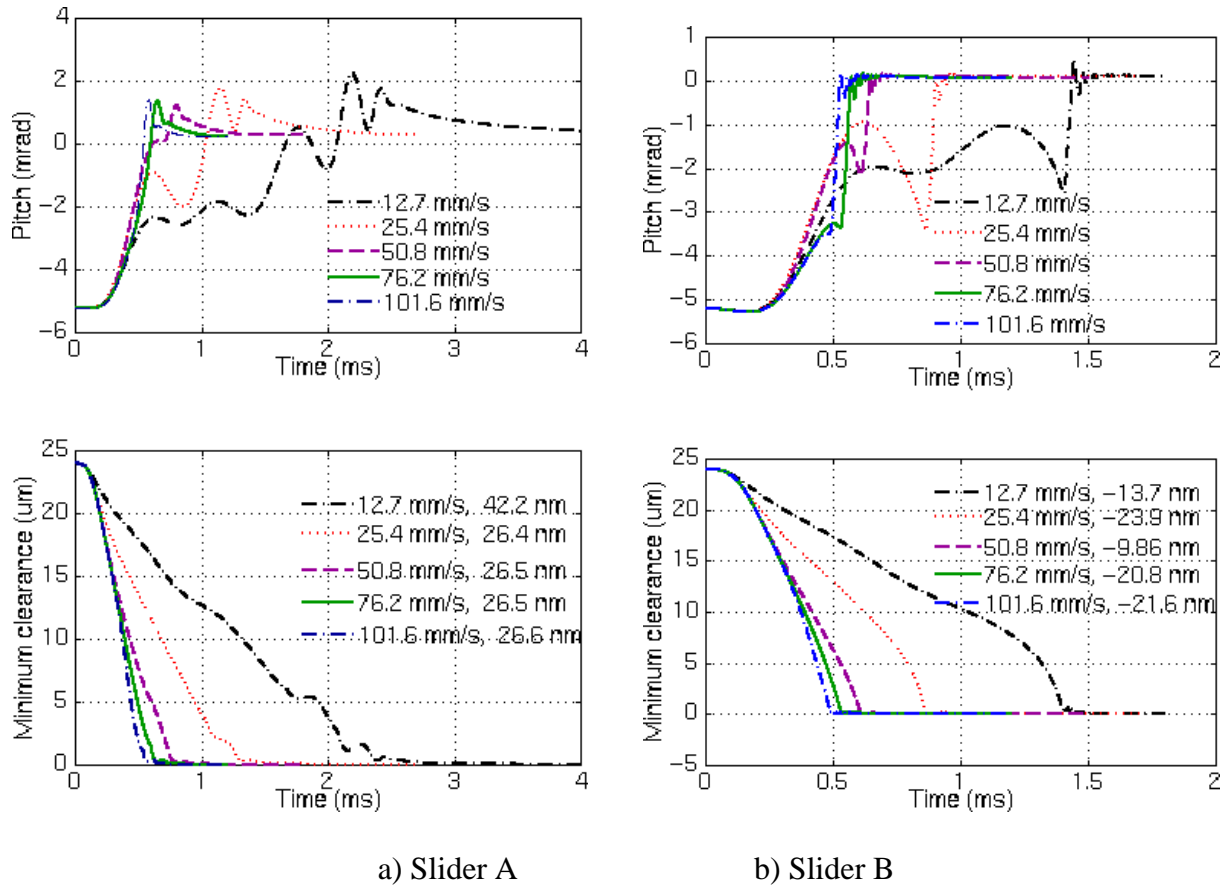 4
2
0
−2
−4
−6
Pitch (mrad)
12.7 mm/s
25.4 mm/s
50.8 mm/s
76.2 mm/s
101.6 mm/s
0 1 2 3 4
Time (ms)
1
0
−1
−2
−3
−4
−5
−6
Pitch (mrad)
12.7 mm/s
25.4 mm/s
50.8 mm/s
76.2 mm/s
101.6 mm/s
0 0.5 1 1.5 2
Time (ms)
25
20
15
10
5
0
Minimum clearance (um)
12.7 mm/s, 42.2 nm
25.4 mm/s, 26.4 nm
50.8 mm/s, 26.5 nm
76.2 mm/s, 26.5 nm
101.6 mm/s, 26.6 nm
0 1 2 3 4
Time (ms)
25
20
15
10
5
0
−5
Minimum clearance (um)
12.7 mm/s, −13.7 nm
25.4 mm/s, −23.9 nm
50.8 mm/s, −9.86 nm
76.2 mm/s, −20.8 nm
101.6 mm/s, −21.6 nm
0 0.5 1 1.5 2
Time (ms)
a) Slider A
b) Slider B